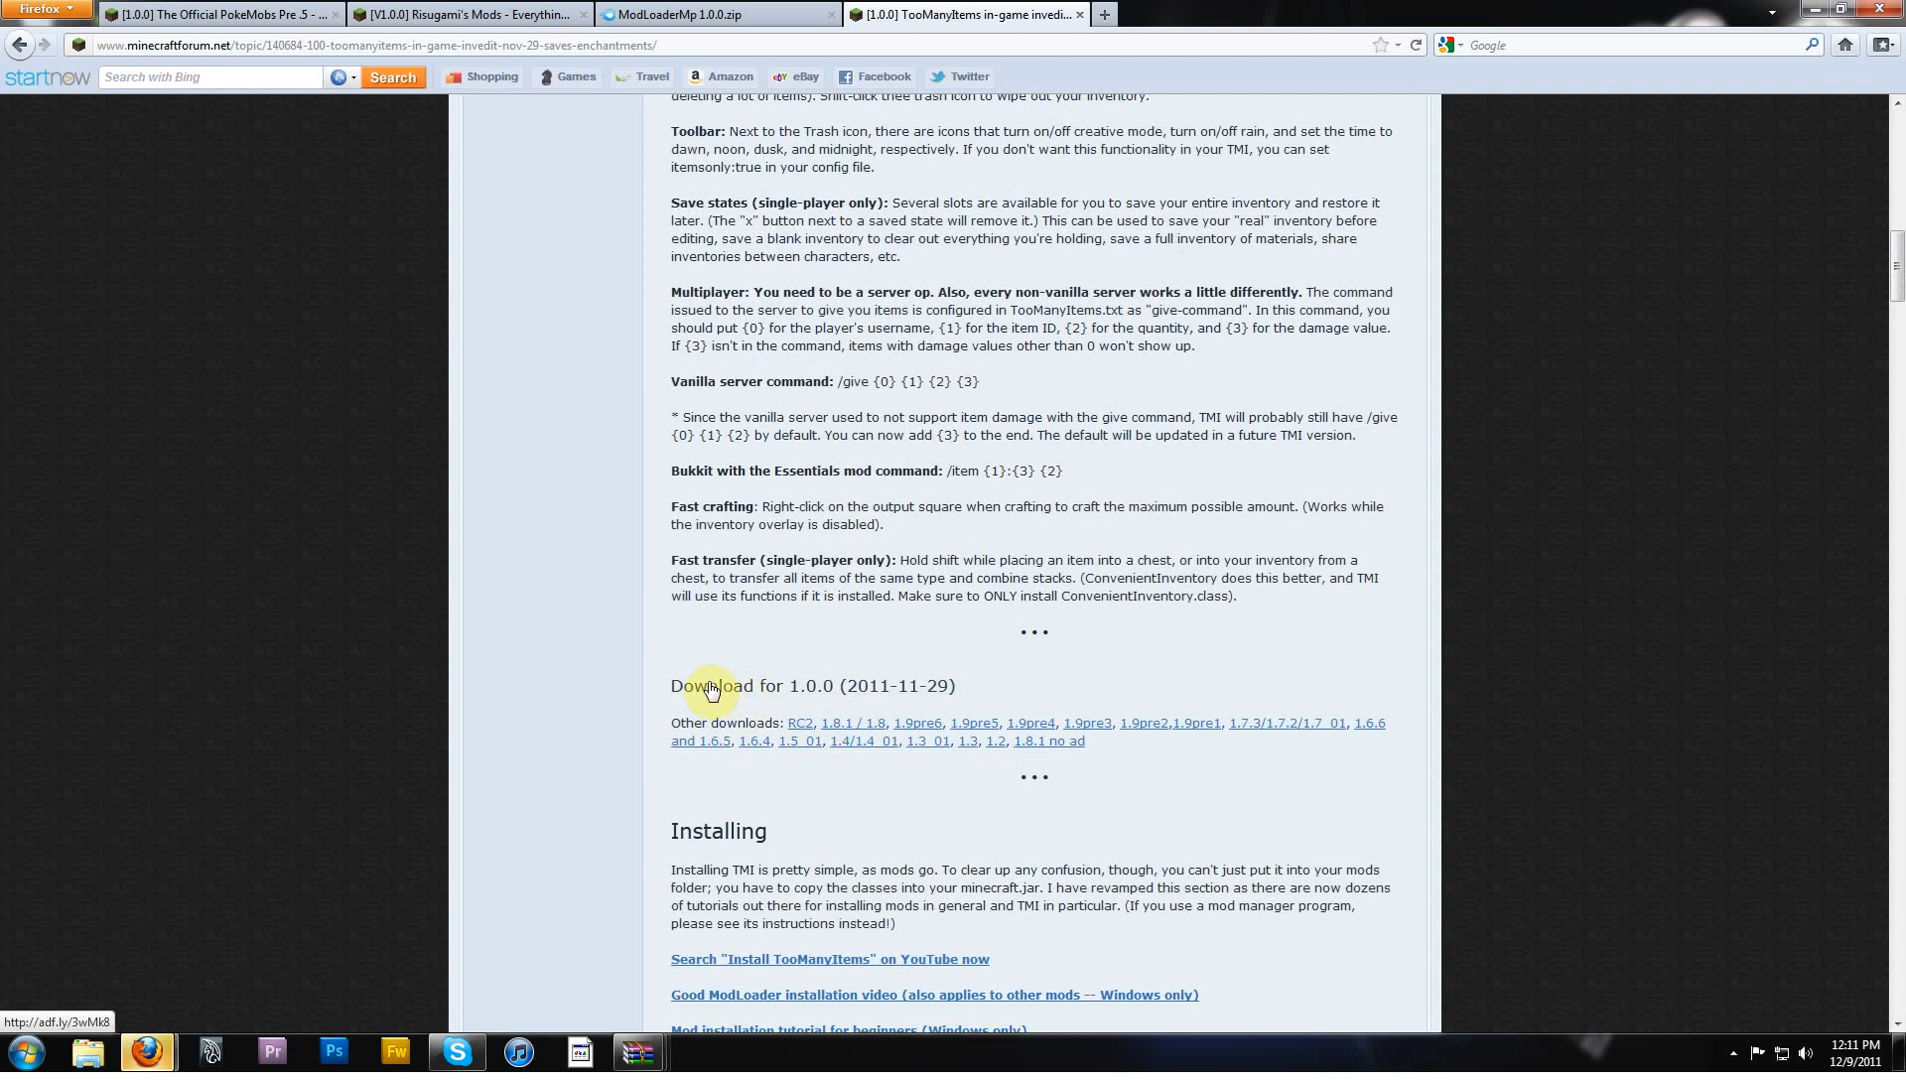 Firefox
[1.0.0] The Official PokeMobs Pre .5 - ...
[V1.0.0] Risugami's Mods - Everythin...
ModLoaderMp 1.0.0.zip
[1.0.0] TooManyItems in-game invedi...
www.minecraftforum.net/topic/140684-100-toomanyitems-in-game-invedit-nov-29-saves-enchantments/
Google
startnow
Search with Bing
Search
Shopping
Games
Travel
Amazon
eBay
Facebook
Twitter
deleting a lot of items). Shift-click thee trash icon to wipe out your inventory.
Toolbar: Next to the Trash icon, there are icons that turn on/off creative mode, turn on/off rain, and set the time to
dawn, noon, dusk, and midnight, respectively. If you don't want this functionality in your TMI, you can set
itemsonly:true in your config file.
Save states (single-player only): Several slots are available for you to save your entire inventory and restore it
later. (The "x" button next to a saved state will remove it.) This can be used to save your "real" inventory before
editing, save a blank inventory to clear out everything you're holding, save a full inventory of materials, share
inventories between characters, etc.
Multiplayer: You need to be a server op. Also, every non-vanilla server works a little differently. The command
issued to the server to give you items is configured in TooManyItems.txt as "give-command". In this command, you
should put {0} for the player's username, {1} for the item ID, {2} for the quantity, and {3} for the damage value.
If {3} isn't in the command, items with damage values other than 0 won't show up.
Vanilla server command: /give {0} {1} {2} {3}
* Since the vanilla server used to not support item damage with the give command, TMI will probably still have /give
{0} {1} {2} by default. You can now add {3} to the end. The default will be updated in a future TMI version.
Bukkit with the Essentials mod command: /item {1}:{3} {2}
Fast crafting: Right-click on the output square when crafting to craft the maximum possible amount. (Works while
the inventory overlay is disabled).
Fast transfer (single-player only): Hold shift while placing an item into a chest, or into your inventory from a
chest, to transfer all items of the same type and combine stacks. (ConvenientInventory does this better, and TMI
will use its functions if it is installed. Make sure to ONLY install ConvenientInventory.class).
• • •
Download for 1.0.0 (2011-11-29)
Other downloads: RC2, 1.8.1 / 1.8, 1.9pre6, 1.9pre5, 1.9pre4, 1.9pre3, 1.9pre2,1.9pre1, 1.7.3/1.7.2/1.7_01, 1.6.6
and 1.6.5, 1.6.4, 1.5_01, 1.4/1.4_01, 1.3_01, 1.3, 1.2, 1.8.1 no ad
• • •
Installing
Installing TMI is pretty simple, as mods go. To clear up any confusion, though, you can't just put it into your mods
folder; you have to copy the classes into your minecraft.jar. I have revamped this section as there are now dozens
of tutorials out there for installing mods in general and TMI in particular. (If you use a mod manager program,
please see its instructions instead!)
Search "Install TooManyItems" on YouTube now
Good ModLoader installation video (also applies to other mods -- Windows only)
Mod installation tutorial for beginners (Windows only)
http://adf.ly/3wMk8
Pr
Ps
Fw
12:11 PM
12/9/2011